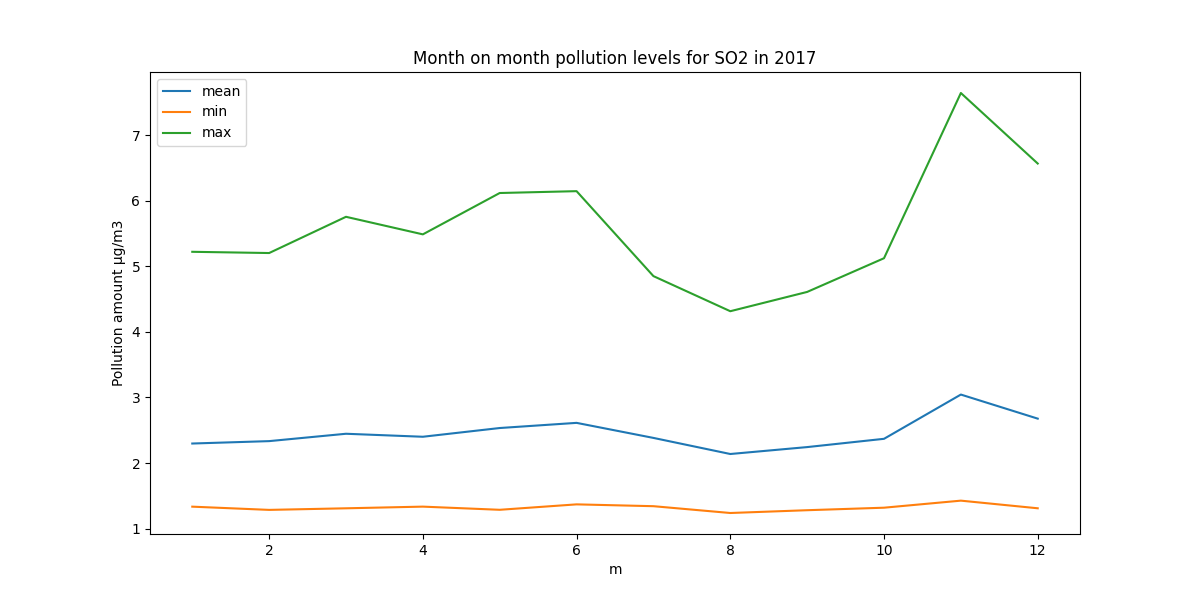 Month on month pollution levels for SO2 in 2017
mean
min
max
Pollution amount µg/m3
7
6
5
4
3
2
1
2 4 6 8 10 12
m